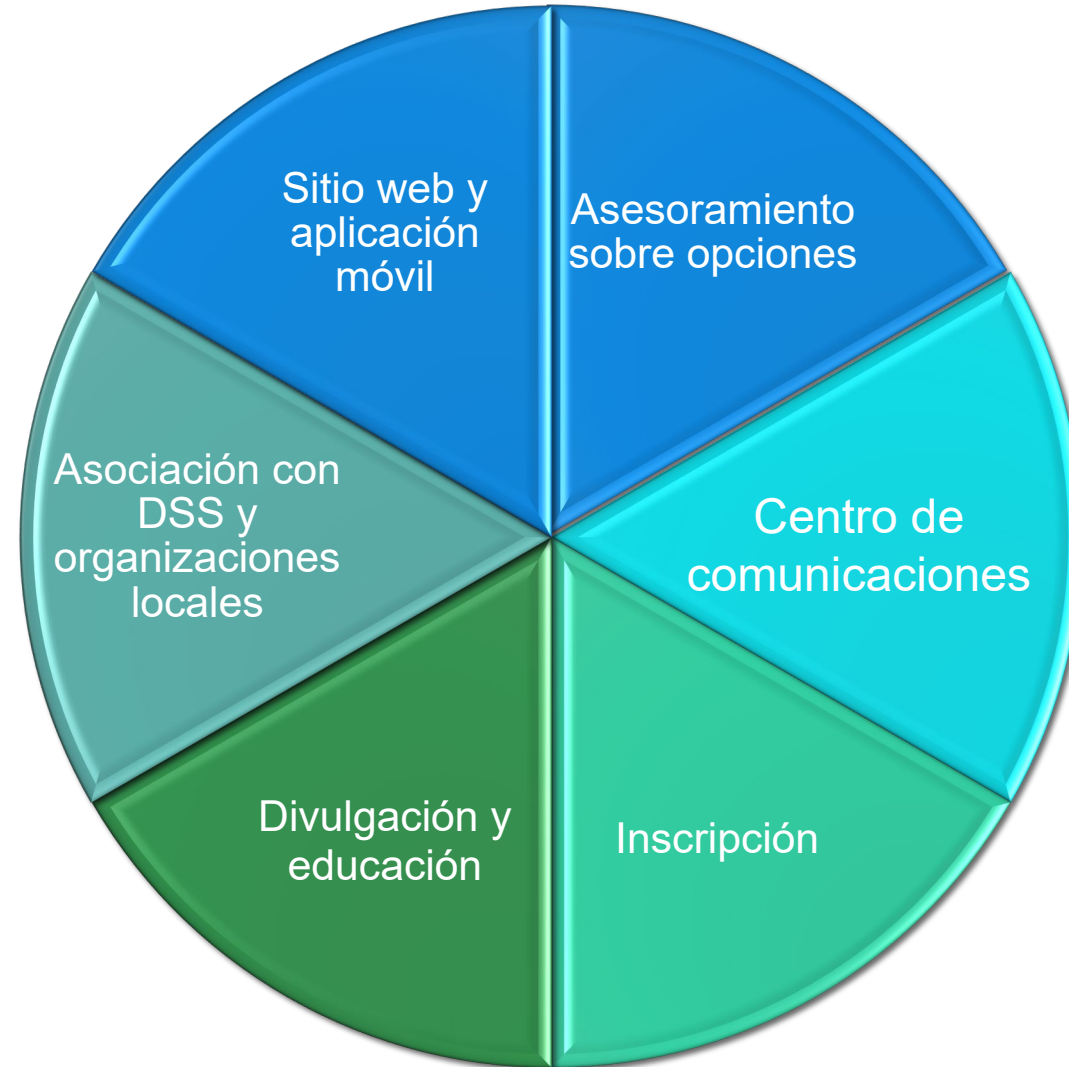 Sitio web y
aplicación
móvil
Asesoramiento
sobre opciones
Asociación con
DSS y
organizaciones
locales
Centro de
comunicaciones
Divulgación y
educación
Inscripción